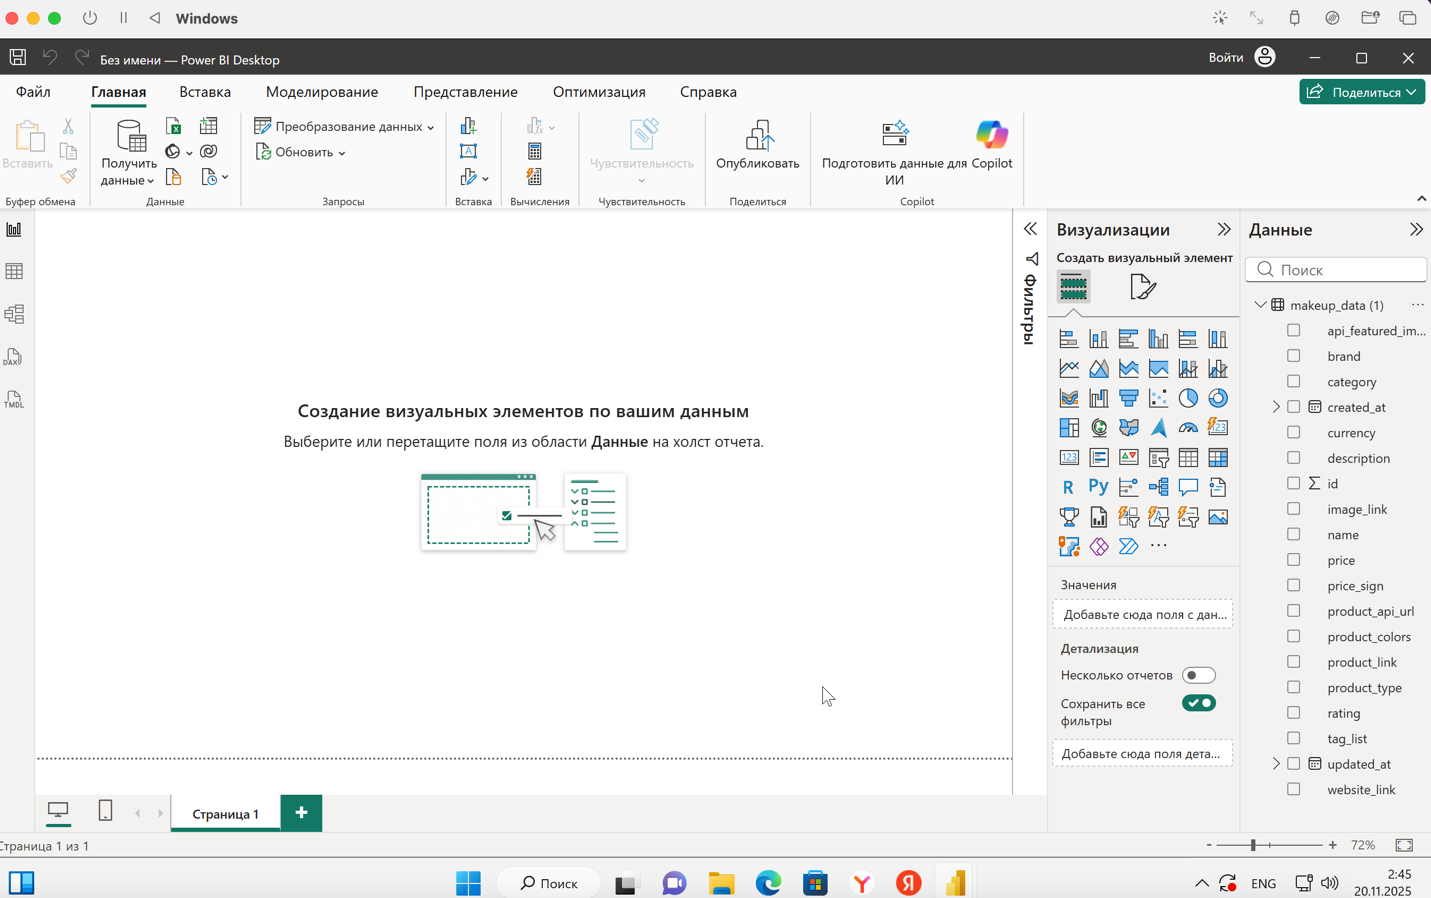 Windows
Без имени — Power BI Desktop
Войти
Файл
Главная
Вставка
Моделирование
Представление
Оптимизация
Справка
Поделиться
Вставить
Получить
данные
Преобразование данных
Обновить
Чувствительность
Опубликовать
Подготовить данные для
ИИ
Copilot
Буфер обмена
Данные
Запросы
Вставка
Вычисления
Чувствительность
Поделиться
Copilot
DAX
TMDL
Создание визуальных элементов по вашим данным
Выберите или перетащите поля из области Данные на холст отчета.
Фильтры
Визуализации
Создать визуальный элемент
123
123
R
Py
Значения
Добавьте сюда поля с дан...
Детализация
Несколько отчетов
Сохранить все
фильтры
Добавьте сюда поля дета...
Данные
Поиск
makeup_data (1)
api_featured_im...
brand
category
created_at
currency
description
id
image_link
name
price
price_sign
product_api_url
product_colors
product_link
product_type
rating
tag_list
updated_at
website_link
Страница 1
Страница 1 из 1
72%
Поиск
ENG
2:45
20.11.2025